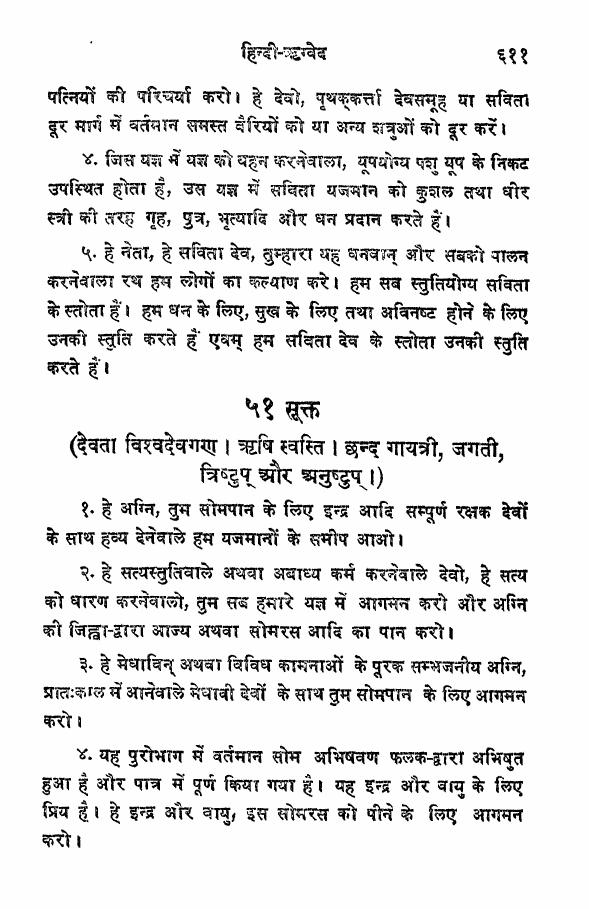 हिन्दी-ऋग्वेद ६११
पत्नियों की परिचर्या करो। हे देवो, पृथक्कर्त्ता देवसमूह या सविता
दूर मार्ग में वर्तमान समस्त वैरियों को या अन्य शत्रुओं को दूर करें।
४. जिस यज्ञ में यज्ञ को वहन करनेवाला, यूपयोग्य पशु यूप के निकट
उपस्थित होता है, उस यज्ञ में सविता यजमान को कुशल तथा धीर
स्त्री की तरह गृह, पुत्र, भृत्यादि और धन प्रदान करते हैं।
५. हे नेता, हे सविता देव, तुम्हारा यह धनवान् और सबको पालन
करनेवाला रथ हम लोगों का कल्याण करे। हम सब स्तुतियोग्य सविता
के स्तोता हैं। हम धन के लिए, सुख के लिए तथा अविनष्ट होने के लिए
उनकी स्तुति करते हैं एवम् हम सविता देव के स्तोता उनकी स्तुति
करते हैं।
५१ सूक्त
(देवता विश्वदेवगण। ऋषि स्वस्ति। छन्द गायत्री, जगती,
त्रिष्टुप् और अनुष्टुप्।)
१. हे अग्नि, तुम सोमपान के लिए इन्द्र आदि सम्पूर्ण रक्षक देवों
के साथ हव्य देनेवाले हम यजमानों के समीप आओ।
२. हे सत्यस्तुतिवाले अथवा अबाध्य कर्म करनेवाले देवो, हे सत्य
को धारण करनेवालो, तुम सब हमारे यज्ञ में आगमन करो और अग्नि
की जिह्वा-द्वारा आज्य अथवा सोमरस आदि का पान करो।
३. हे मेधाविन् अथवा विविध कामनाओं के पूरक सम्भजनीय अग्नि,
प्रातःकाल में आनेवाले मेधावी देवों के साथ तुम सोमपान के लिए आगमन
करो।
४. यह पुरोभाग में वर्तमान सोम अभिषवण फलक-द्वारा अभिषुत
हुआ है और पात्र में पूर्ण किया गया है। यह इन्द्र और वायु के लिए
प्रिय है। हे इन्द्र और वायु, इस सोमरस को पीने के लिए आगमन
करो।